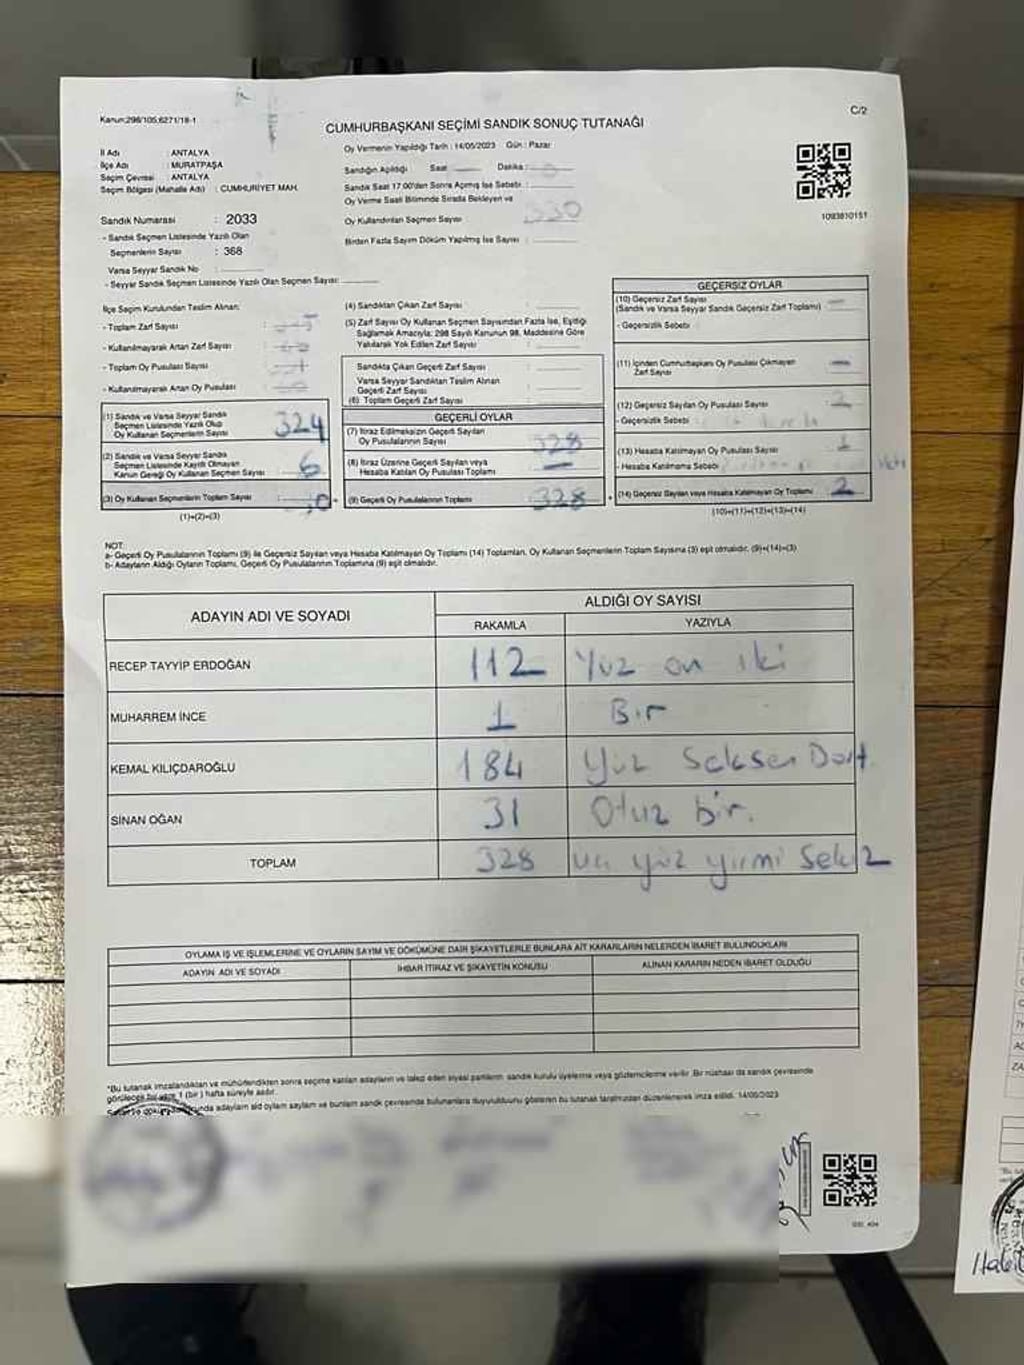 Kanun:298/105,6271/18-1
C/2
CUMHURBAŞKANI SEÇİMİ SANDIK SONUÇ TUTANAĞI
İl Adı : ANTALYA
İlçe Adı : MURATPAŞA
Seçim Çevresi : ANTALYA
Seçim Bölgesi (Mahalle Adı) : CUMHURİYET MAH.
Sandık Numarası : 2033
- Sandık Seçmen Listesinde Yazılı Olan
Seçmenlerin Sayısı : 368
Varsa Seyyar Sandık No :
- Seyyar Sandık Seçmen Listesinde Yazılı Olan Seçmen Sayısı:
Oy Vermenin Yapıldığı Tarih : 14/05/2023 Gün : Pazar
Sandığın Açıldığı Saat Dakika :
Sandık Saat 17:00'den Sonra Açılmış İse Sebebi :
Oy Verme Saati Bitiminde Sırada Bekleyen ve
Oy Kullandırılan Seçmen Sayısı : 330
Birden Fazla Sayım Döküm Yapılmış İse Sayısı :
1093810151
İlçe Seçim Kurulundan Teslim Alınan:
- Toplam Zarf Sayısı :
- Kullanılmayarak Artan Zarf Sayısı :
- Toplam Oy Pusulası Sayısı :
- Kullanılmayarak Artan Oy Pusulası :
(1) Sandık ve Varsa Seyyar Sandık
Seçmen Listesinde Yazılı Olup
Oy Kullanan Seçmenlerin Sayısı : 324
(2) Sandık ve Varsa Seyyar Sandık
Seçmen Listesinde Kayıtlı Olmayan
Kanun Gereği Oy Kullanan Seçmen Sayısı : 6
(3) Oy Kullanan Seçmenlerin Toplam Sayısı :
(1)+(2)=(3)
(4) Sandıktan Çıkan Zarf Sayısı :
(5) Zarf Sayısı Oy Kullanan Seçmen Sayısından Fazla İse, Eşitliği
Sağlamak Amacıyla: 298 Sayılı Kanunun 98. Maddesine Göre
Yakılarak Yok Edilen Zarf Sayısı :
Sandıkta Çıkan Geçerli Zarf Sayısı :
Varsa Seyyar Sandıktan Teslim Alınan
Geçerli Zarf Sayısı :
(6) Toplam Geçerli Zarf Sayısı :
GEÇERLİ OYLAR
(7) İtiraz Edilmeksizin Geçerli Sayılan
Oy Pusulalarının Sayısı : 328
(8) İtiraz Üzerine Geçerli Sayılan veya
Hesaba Katılan Oy Pusulaları Toplamı : —
(9) Geçerli Oy Pusulalarının Toplamı : 328
GEÇERSİZ OYLAR
(10) Geçersiz Zarf Sayısı
(Sandık ve Varsa Seyyar Sandık Geçersiz Zarf Toplamı) : —
- Geçersizlik Sebebi :
(11) İçinden Cumhurbaşkanı Oy Pusulası Çıkmayan
Zarf Sayısı : —
(12) Geçersiz Sayılan Oy Pusulası Sayısı : 2
- Geçersizlik Sebebi :
(13) Hesaba Katılmayan Oy Pusulası Sayısı :
- Hesaba Katılmama Sebebi :
(14) Geçersiz Sayılan veya Hesaba Katılmayan Oy Toplamı : 2
(10)+(11)+(12)+(13)=(14)
NOT:
a- Geçerli Oy Pusulalarının Toplamı (9) ile Geçersiz Sayılan veya Hesaba Katılmayan Oy Toplamı (14) Toplamları, Oy Kullanan Seçmenlerin Toplam Sayısına (3) eşit olmalıdır. (9)+(14)=(3)
b- Adayların Aldığı Oyların Toplamı, Geçerli Oy Pusulalarının Toplamına (9) eşit olmalıdır.
ADAYIN ADI VE SOYADI
ALDIĞI OY SAYISI
RAKAMLA YAZIYLA
RECEP TAYYİP ERDOĞAN 112 Yüz on iki
MUHARREM İNCE 1 Bir
KEMAL KILIÇDAROĞLU 184 Yüz Seksen Dört
SİNAN OĞAN 31 Otuz bir.
TOPLAM 328 yüz yirmi Sekiz
OYLAMA İŞ VE İŞLEMLERİNE VE OYLARIN SAYIM VE DÖKÜMÜNE DAİR ŞİKAYETLERLE BUNLARA AİT KARARLARIN NELERDEN İBARET BULUNDUKLARI
ADAYIN ADI VE SOYADI İHBAR İTİRAZ VE ŞİKAYETİN KONUSU ALINAN KARARIN NEDEN İBARET OLDUĞU
*Bu tutanak imzalandıktan ve mühürlendikten sonra seçime katılan adayların ve talep eden siyasi partilerin sandık kurulu üyelerine veya gözlemcilerine verilir. Bir nüshası da sandık çevresinde
görülecek bir yere 1 (bir) hafta süreyle asılır.
adayların aldı oyların sayıları ve bunların sandık çevresinde bulunanlara duyurulduğunu gösteren bu tutanak tarafımızdan düzenlenerek imza edildi. 14/05/2023